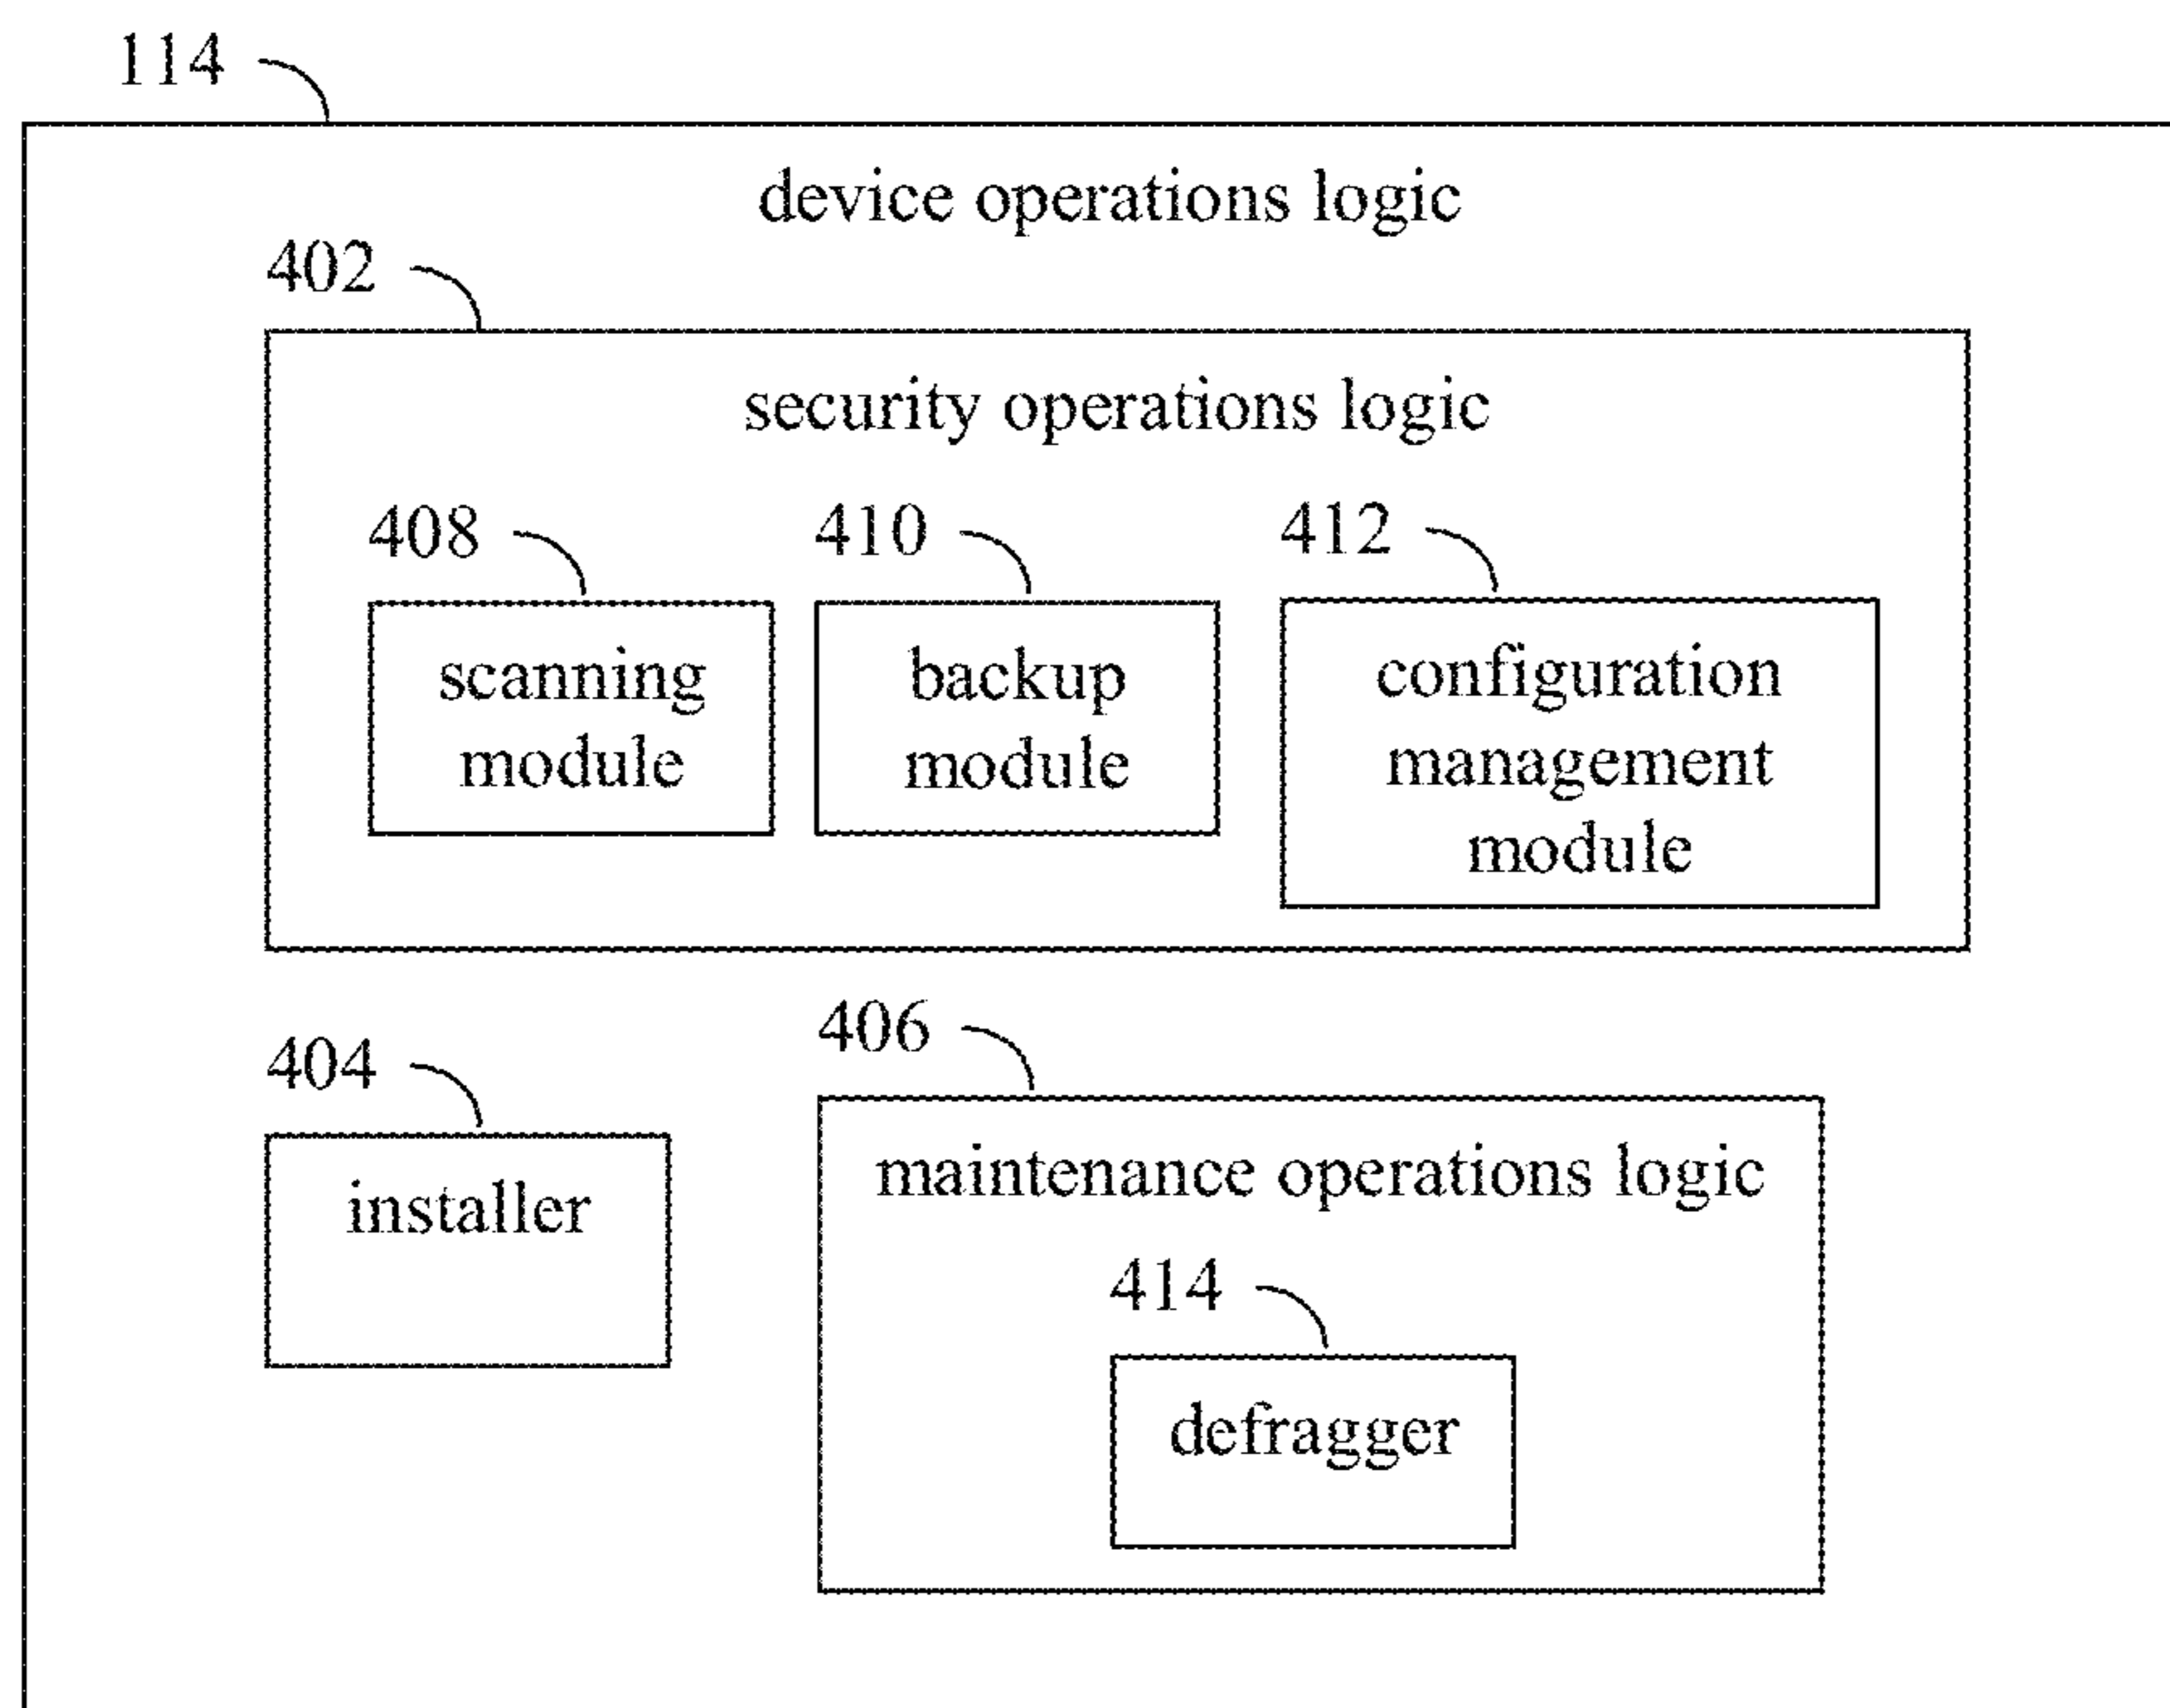 114
device operations logic
402
security operations logic
408
410
412
scanning
module
backup
module
configuration
management
module
404
406
installer
maintenance operations logic
414
defragger